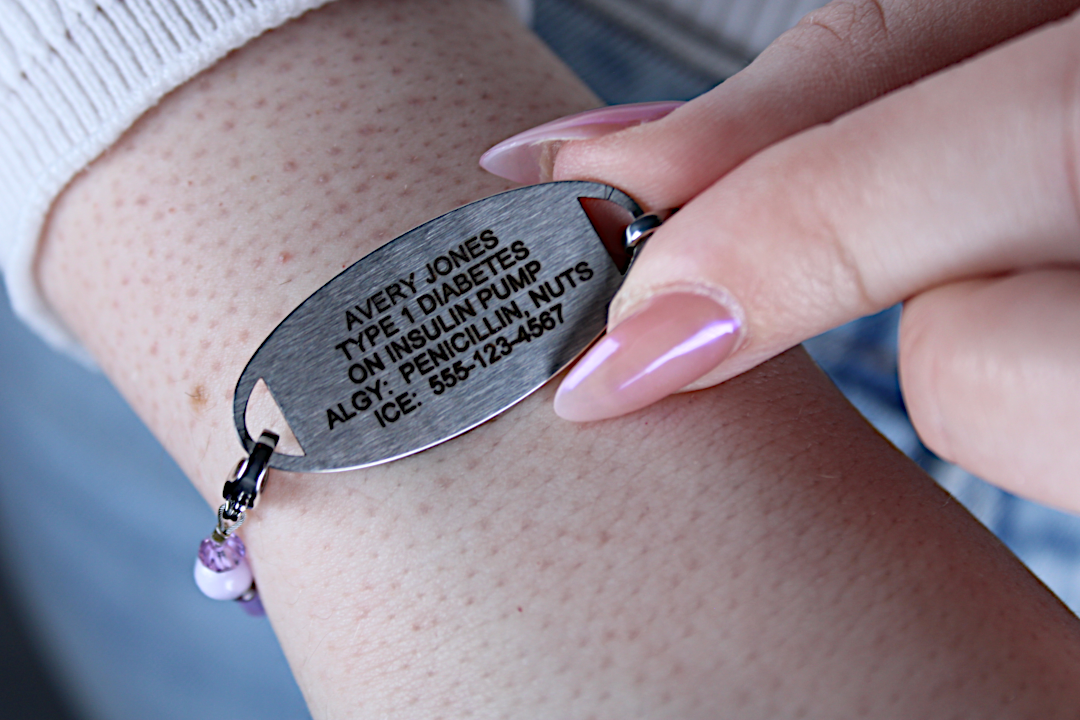 AVERY JONES
TYPE 1 DIABETES
ON INSULIN PUMP
ALGY: PENICILLIN, NUTS
ICE: 555-123-4567